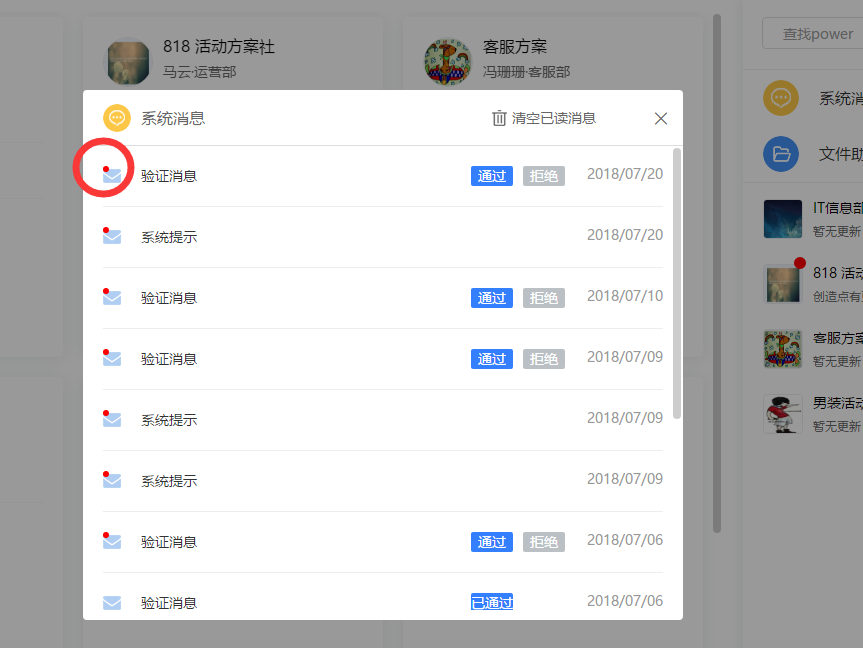 818 活动方案社
马云·运营部
客服方案
冯珊珊·客服部
查找power
系统消息
清空已读消息
系统消
文件助
验证消息
通过
拒绝
2018/07/20
系统提示
2018/07/20
验证消息
通过
拒绝
2018/07/10
验证消息
通过
拒绝
2018/07/09
系统提示
2018/07/09
系统提示
2018/07/09
验证消息
通过
拒绝
2018/07/06
验证消息
已通过
2018/07/06
IT信息部
暂无更新
818 活动
创造点有
客服方案
暂无更新
男装活动
暂无更新